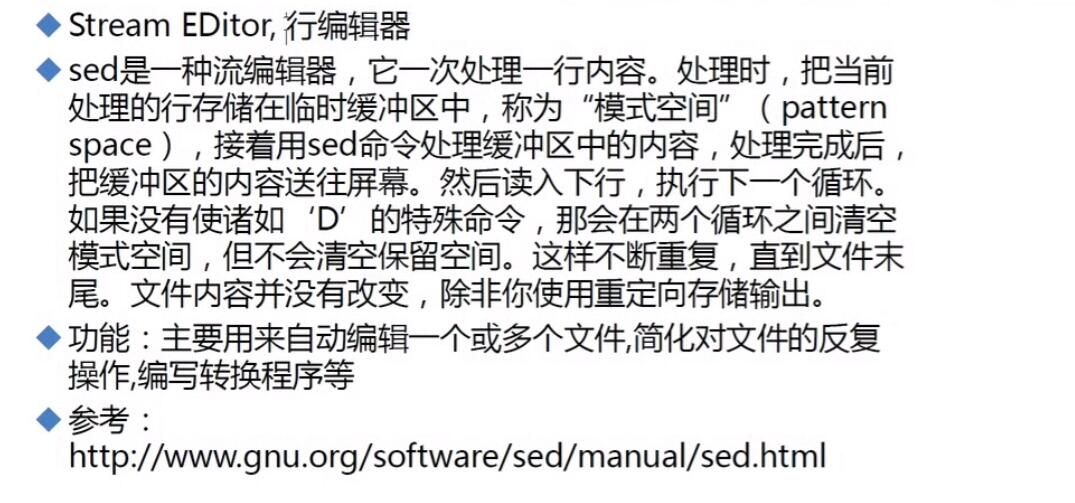 Stream EDitor, 行编辑器
sed是一种流编辑器，它一次处理一行内容。处理时，把当前
处理的行存储在临时缓冲区中，称为“模式空间”（pattern
space），接着用sed命令处理缓冲区中的内容，处理完成后，
把缓冲区的内容送往屏幕。然后读入下行，执行下一个循环。
如果没有使诸如‘D’的特殊命令，那会在两个循环之间清空
模式空间，但不会清空保留空间。这样不断重复，直到文件末
尾。文件内容并没有改变，除非你使用重定向存储输出。
功能：主要用来自动编辑一个或多个文件,简化对文件的反复
操作,编写转换程序等
参考：
http://www.gnu.org/software/sed/manual/sed.html